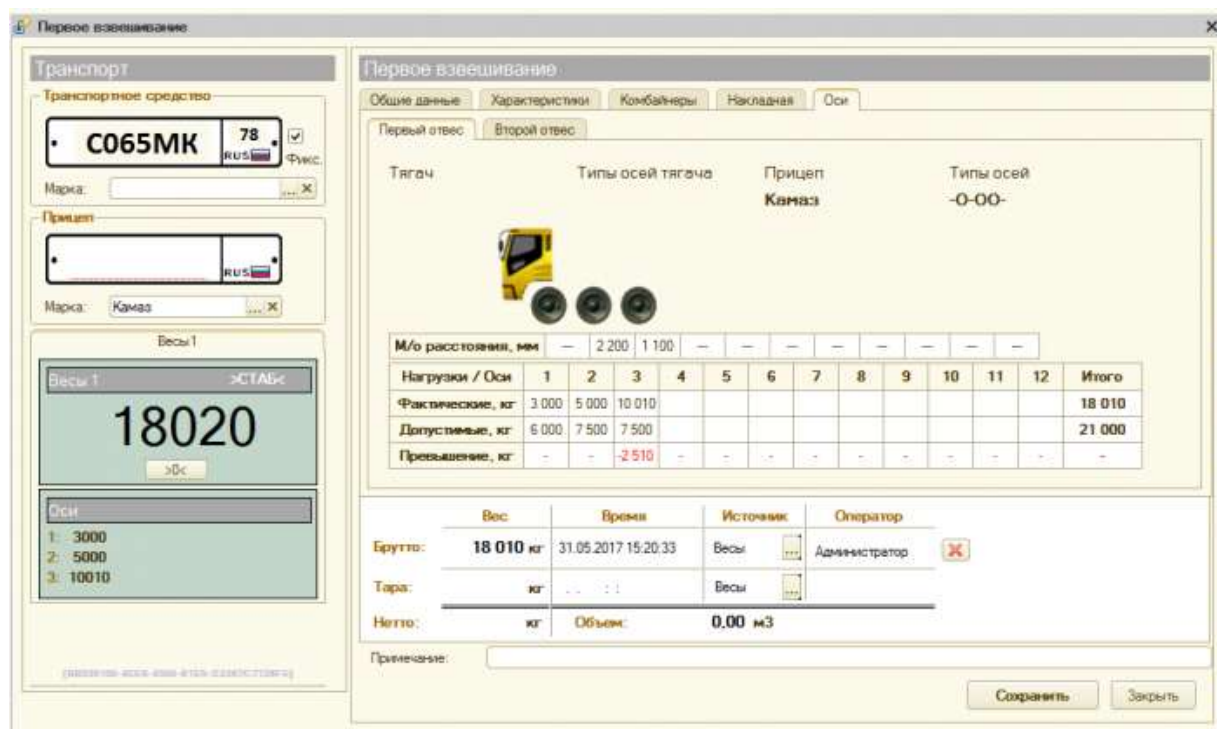 Первое взвешивание
Транспорт
Транспортное средство
С065МК 78 RUS
Фикс.
Марка: ... ×
Прицеп
RUS
Марка: Камаз ... ×
Весы 1
Весы 1 >СТАБ<
18020
>0<
Оси
1: 3000
2: 5000
3: 10010
Первое взвешивание
Общие данные Характеристики Комбайнеры Накладная Оси
Первый отвес Второй отвес
Тягач Типы осей тягача Прицеп Типы осей
Камаз -О-ОО-
М/о расстояния, мм — 2 200 1 100 — — — — — — — —
Нагрузки / Оси 1 2 3 4 5 6 7 8 9 10 11 12 Итого
Фактические, кг 3 000 5 000 10 010 18 010
Допустимые, кг 6 000 7 500 7 500 21 000
Превышение, кг - - -2 510 - - - - - - - - - -
Вес Время Источник Оператор
Брутто: 18 010 кг 31.05.2017 15:20:33 Весы ... Администратор
Тара: кг . . : : Весы ...
Нетто: кг Объем: 0,00 м3
Примечание:
Сохранить Закрыть